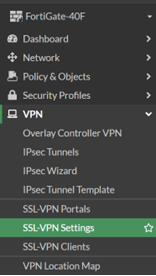 FortiGate-40F
Dashboard
Network
Policy & Objects
Security Profiles
VPN
Overlay Controller VPN
IPsec Tunnels
IPsec Wizard
IPsec Tunnel Template
SSL-VPN Portals
SSL-VPN Settings
SSL-VPN Clients
VPN Location Map